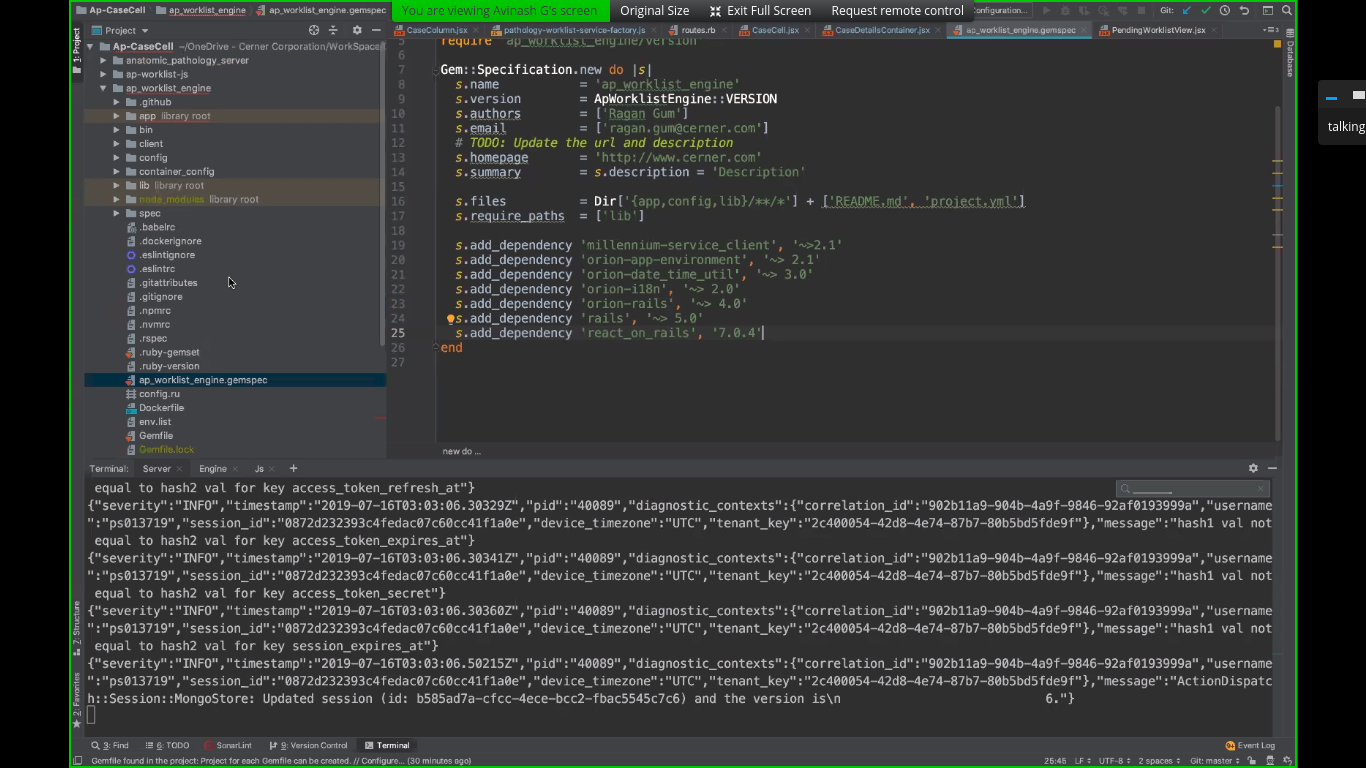 You are viewing Avinash G's screen
Original Size
Exit Full Screen
Request remote control
Ap-CaseCell
ap_worklist_engine
ap_worklist_engine.gemspec
onfiguration...
Git:
Project
CaseColumn.jsx
pathology-worklist-service-factory.js
routes.rb
CaseCell.jsx
CaseDetailsContainer.jsx
ap_worklist_engine.gemspec
PendingWorklistView.jsx
1: Project
Database
Ap-CaseCell ~/OneDrive - Cerner Corporation/WorkSpace
anatomic_pathology_server
ap-worklist-js
ap_worklist_engine
.github
app library root
bin
client
config
container_config
lib library root
node_modules library root
spec
.babelrc
.dockerignore
.eslintignore
.eslintrc
.gitattributes
.gitignore
.npmrc
.nvmrc
.rspec
.ruby-gemset
.ruby-version
ap_worklist_engine.gemspec
config.ru
Dockerfile
env.list
Gemfile
Gemfile.lock
5 require 'ap_worklist_engine/version'
6
7 Gem::Specification.new do |s|
8 s.name = 'ap_worklist_engine'
9 s.version = ApWorklistEngine::VERSION
10 s.authors = ['Ragan Gum']
11 s.email = ['ragan.gum@cerner.com']
12 # TODO: Update the url and description
13 s.homepage = 'http://www.cerner.com'
14 s.summary = s.description = 'Description'
15
16 s.files = Dir['{app,config,lib}/**/*'] + ['README.md', 'project.yml']
17 s.require_paths = ['lib']
18
19 s.add_dependency 'millennium-service_client', '~>2.1'
20 s.add_dependency 'orion-app-environment', '~> 2.1'
21 s.add_dependency 'orion-date_time_util', '~> 3.0'
22 s.add_dependency 'orion-i18n', '~> 2.0'
23 s.add_dependency 'orion-rails', '~> 4.0'
24 s.add_dependency 'rails', '~> 5.0'
25 s.add_dependency 'react_on_rails', '7.0.4'
26 end
27
new do ...
talking
Terminal: Server × Engine × Js × +
equal to hash2 val for key access_token_refresh_at"}
{"severity":"INFO","timestamp":"2019-07-16T03:03:06.30329Z","pid":"40089","diagnostic_contexts":{"correlation_id":"902b11a9-904b-4a9f-9846-92af0193999a","username
":"ps013719","session_id":"0872d232393c4fedac07c60cc41f1a0e","device_timezone":"UTC","tenant_key":"2c400054-42d8-4e74-87b7-80b5bd5fde9f"},"message":"hash1 val not
equal to hash2 val for key access_token_expires_at"}
{"severity":"INFO","timestamp":"2019-07-16T03:03:06.30341Z","pid":"40089","diagnostic_contexts":{"correlation_id":"902b11a9-904b-4a9f-9846-92af0193999a","username
":"ps013719","session_id":"0872d232393c4fedac07c60cc41f1a0e","device_timezone":"UTC","tenant_key":"2c400054-42d8-4e74-87b7-80b5bd5fde9f"},"message":"hash1 val not
equal to hash2 val for key access_token_secret"}
{"severity":"INFO","timestamp":"2019-07-16T03:03:06.30360Z","pid":"40089","diagnostic_contexts":{"correlation_id":"902b11a9-904b-4a9f-9846-92af0193999a","username
":"ps013719","session_id":"0872d232393c4fedac07c60cc41f1a0e","device_timezone":"UTC","tenant_key":"2c400054-42d8-4e74-87b7-80b5bd5fde9f"},"message":"hash1 val not
equal to hash2 val for key session_expires_at"}
{"severity":"INFO","timestamp":"2019-07-16T03:03:06.50215Z","pid":"40089","diagnostic_contexts":{"correlation_id":"902b11a9-904b-4a9f-9846-92af0193999a","username
":"ps013719","session_id":"0872d232393c4fedac07c60cc41f1a0e","device_timezone":"UTC","tenant_key":"2c400054-42d8-4e74-87b7-80b5bd5fde9f"},"message":"ActionDispatc
h::Session::MongoStore: Updated session (id: b585ad7a-cfcc-4ece-bcc2-fbac5545c7c6) and the version is\n 6."}
7: Structure
2: Favorites
3: Find
6: TODO
SonarLint
9: Version Control
Terminal
Event Log
Gemfile found in the project: Project for each Gemfile can be created. // Configure... (30 minutes ago)
25:45 LF UTF-8 2 spaces Git: master